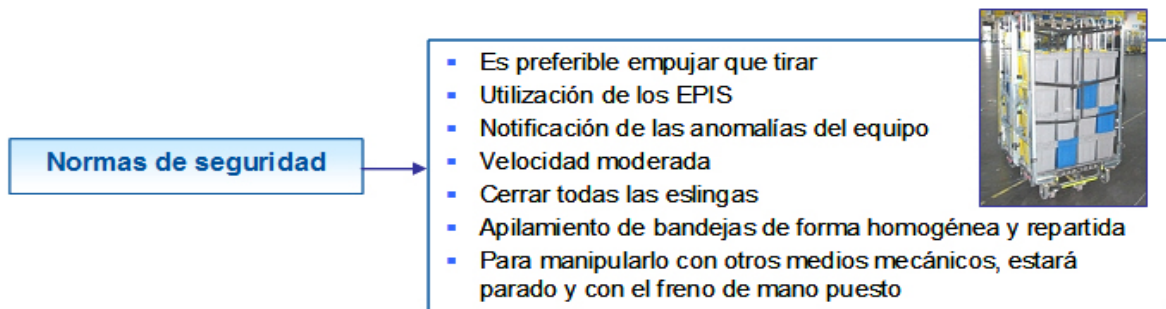 Normas de seguridad
Es preferible empujar que tirar
Utilización de los EPIS
Notificación de las anomalías del equipo
Velocidad moderada
Cerrar todas las eslingas
Apilamiento de bandejas de forma homogénea y repartida
Para manipularlo con otros medios mecánicos, estará
parado y con el freno de mano puesto